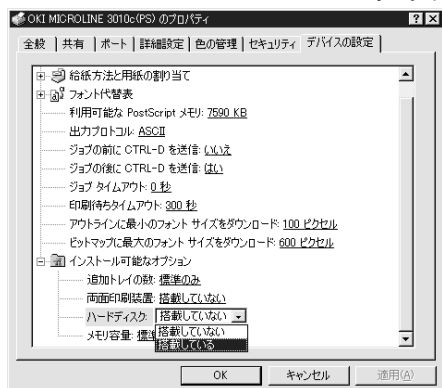 OKI MICROLINE 3010c(PS) のプロパティ
全般 共有 ポート 詳細設定 色の管理 セキュリティ デバイスの設定
給紙方法と用紙の割り当て
フォント代替表
利用可能な PostScript メモリ: 7590 KB
出力プロトコル: ASCII
ジョブの前に CTRL-D を送信: いいえ
ジョブの後に CTRL-D を送信: はい
ジョブ タイムアウト: 0 秒
印刷待ちタイムアウト: 300 秒
アウトラインに最小のフォント サイズをダウンロード: 100 ピクセル
ビットマップに最大のフォント サイズをダウンロード: 600 ピクセル
インストール可能なオプション
追加トレイの数: 標準のみ
両面印刷装置: 搭載していない
ハードディスク: 搭載していない
メモリ容量: 標準
搭載していない
搭載している
OK キャンセル 適用(A)